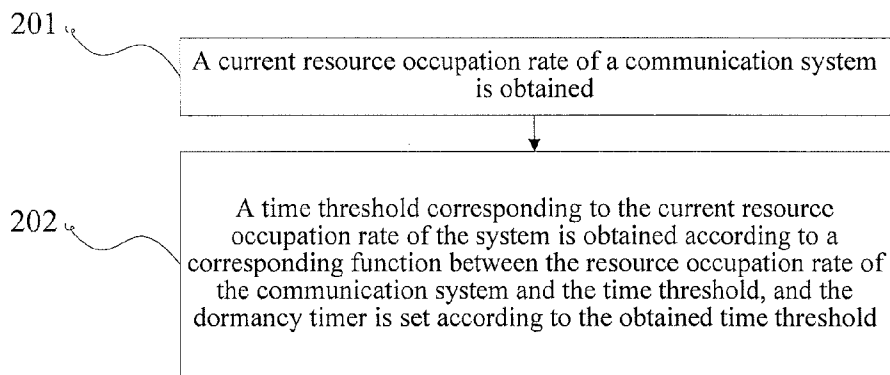 201
A current resource occupation rate of a communication system
is obtained
202
A time threshold corresponding to the current resource
occupation rate of the system is obtained according to a
corresponding function between the resource occupation rate of
the communication system and the time threshold, and the
dormancy timer is set according to the obtained time threshold